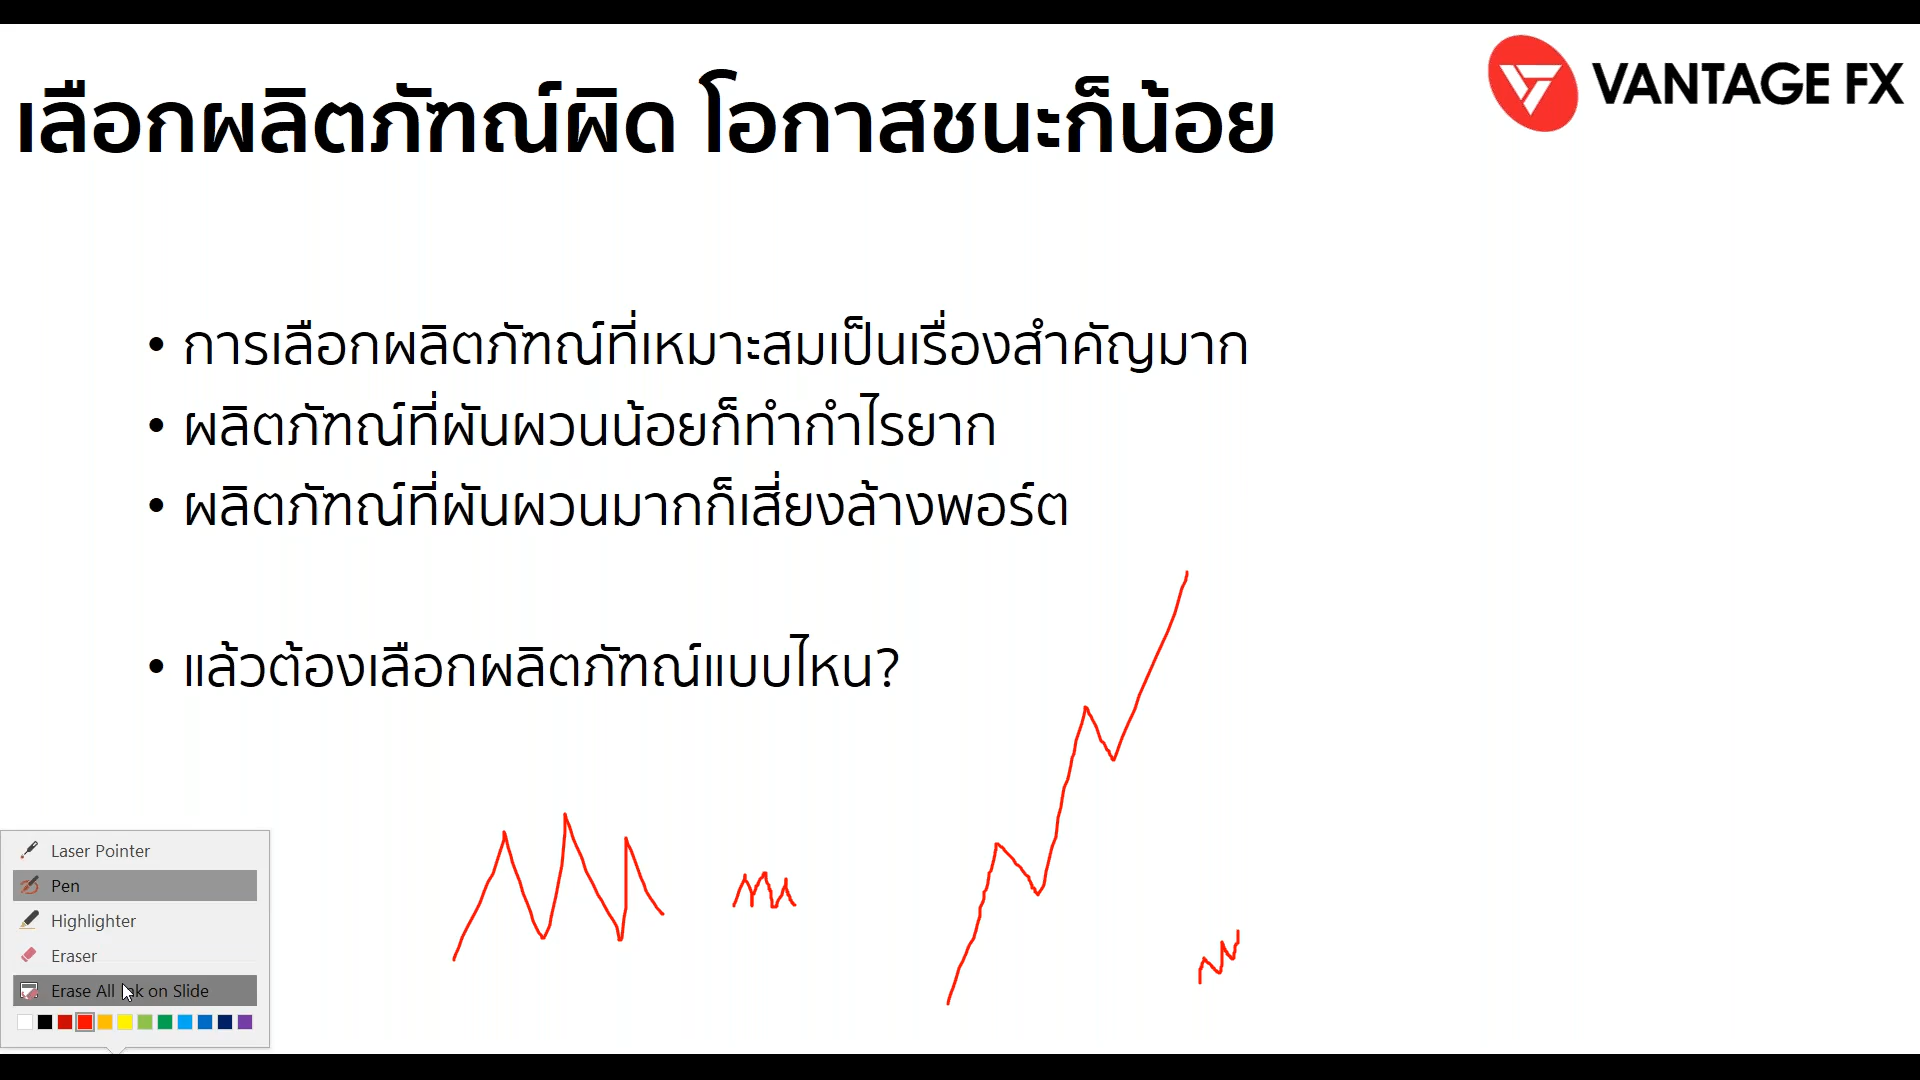 VANTAGE FX
เลือกผลิตภัฑณ์ผิด โอกาสชนะก็น้อย
• การเลือกผลิตภัฑณ์ที่เหมาะสมเป็นเรื่องสำคัญมาก
• ผลิตภัฑณ์ที่ผันผวนน้อยก็ทำกำไรยาก
• ผลิตภัฑณ์ที่ผันผวนมากก็เสี่ยงล้างพอร์ต
• แล้วต้องเลือกผลิตภัฑณ์แบบไหน?
Laser Pointer
Pen
Highlighter
Eraser
Erase All Ink on Slide